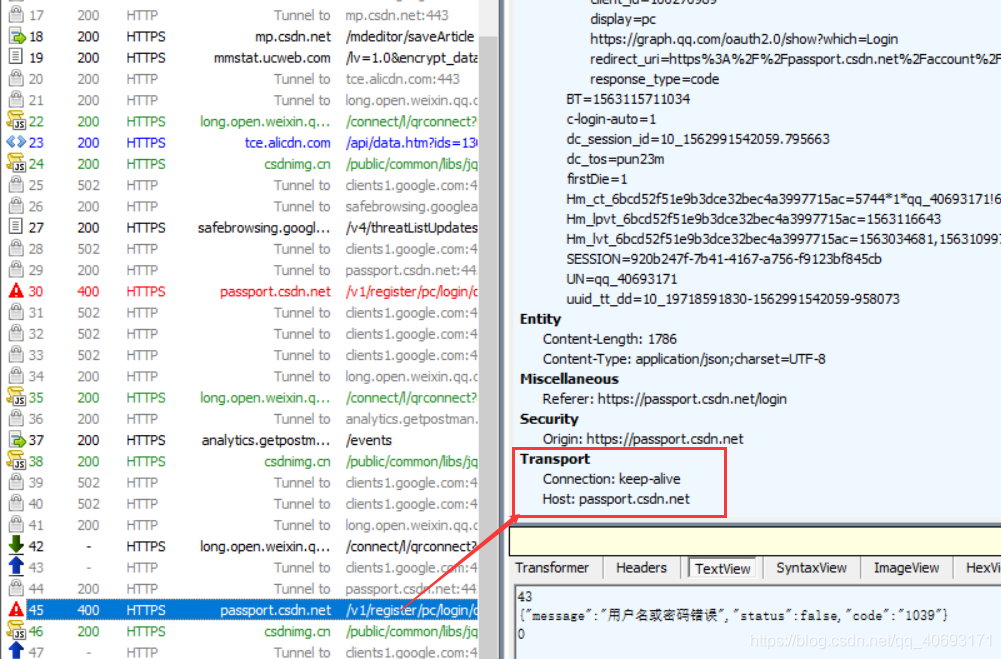 17 200 HTTP Tunnel to mp.csdn.net:443
18 200 HTTPS mp.csdn.net /mdeditor/saveArticle
19 200 HTTPS mmstat.ucweb.com /lv=1.0&encrypt_data
20 200 HTTP Tunnel to tce.alicdn.com:443
21 200 HTTP Tunnel to long.open.weixin.qq.c
22 200 HTTPS long.open.weixin.q... /connect/l/qrconnect?
23 200 HTTPS tce.alicdn.com /api/data.htm?ids=13
24 200 HTTPS csdnimg.cn /public/common/libs/jq
25 502 HTTP Tunnel to clients1.google.com:4
26 200 HTTP Tunnel to safebrowsing.googlea
27 200 HTTPS safebrowsing.googl... /v4/threatListUpdates
28 502 HTTP Tunnel to clients1.google.com:4
29 200 HTTP Tunnel to passport.csdn.net:44
30 400 HTTPS passport.csdn.net /v1/register/pc/login/
31 502 HTTP Tunnel to clients1.google.com:4
32 502 HTTP Tunnel to clients1.google.com:4
33 502 HTTP Tunnel to clients1.google.com:4
34 200 HTTP Tunnel to long.open.weixin.qq.c
35 200 HTTPS long.open.weixin.q... /connect/l/qrconnect?
36 200 HTTP Tunnel to analytics.getpostman.
37 200 HTTPS analytics.getpostm... /events
38 200 HTTPS csdnimg.cn /public/common/libs/jq
39 502 HTTP Tunnel to clients1.google.com:4
40 502 HTTP Tunnel to clients1.google.com:4
41 200 HTTP Tunnel to long.open.weixin.qq.c
42 - HTTPS long.open.weixin.q... /connect/l/qrconnect?
43 - HTTP Tunnel to clients1.google.com:4
44 200 HTTP Tunnel to passport.csdn.net:44
45 400 HTTPS passport.csdn.net /v1/register/pc/login/
46 200 HTTPS csdnimg.cn /public/common/libs/jq
47 - HTTP Tunnel to clients1.google.com:4
display=pc
https://graph.qq.com/oauth2.0/show?which=Login
redirect_uri=https%3A%2F%2Fpassport.csdn.net%2Faccount%2F
response_type=code
BT=1563115711034
c-login-auto=1
dc_session_id=10_1562991542059.795663
dc_tos=pun23m
firstDie=1
Hm_ct_6bcd52f51e9b3dce32bec4a3997715ac=5744*1*qq_40693171!6
Hm_lpvt_6bcd52f51e9b3dce32bec4a3997715ac=1563116643
Hm_lvt_6bcd52f51e9b3dce32bec4a3997715ac=1563034681,156310997
SESSION=920b247f-7b41-4167-a756-f9123bf845cb
UN=qq_40693171
uuid_tt_dd=10_19718591830-1562991542059-958073
Entity
Content-Length: 1786
Content-Type: application/json;charset=UTF-8
Miscellaneous
Referer: https://passport.csdn.net/login
Security
Origin: https://passport.csdn.net
Transport
Connection: keep-alive
Host: passport.csdn.net
Transformer Headers TextView SyntaxView ImageView HexVi
43
{"message":"用户名或密码错误","status":false,"code":"1039"}
0
https://blog.csdn.net/qq_40693171